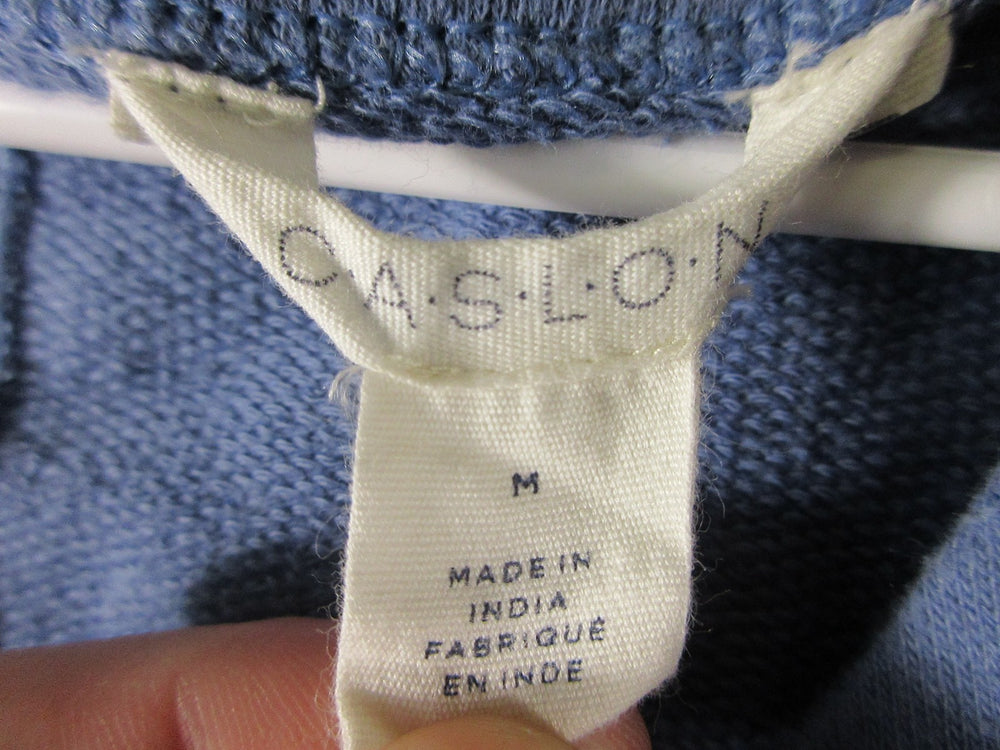 C·A·S·L·O·N
M
MADE IN
INDIA
FABRIQUÉ
EN INDE